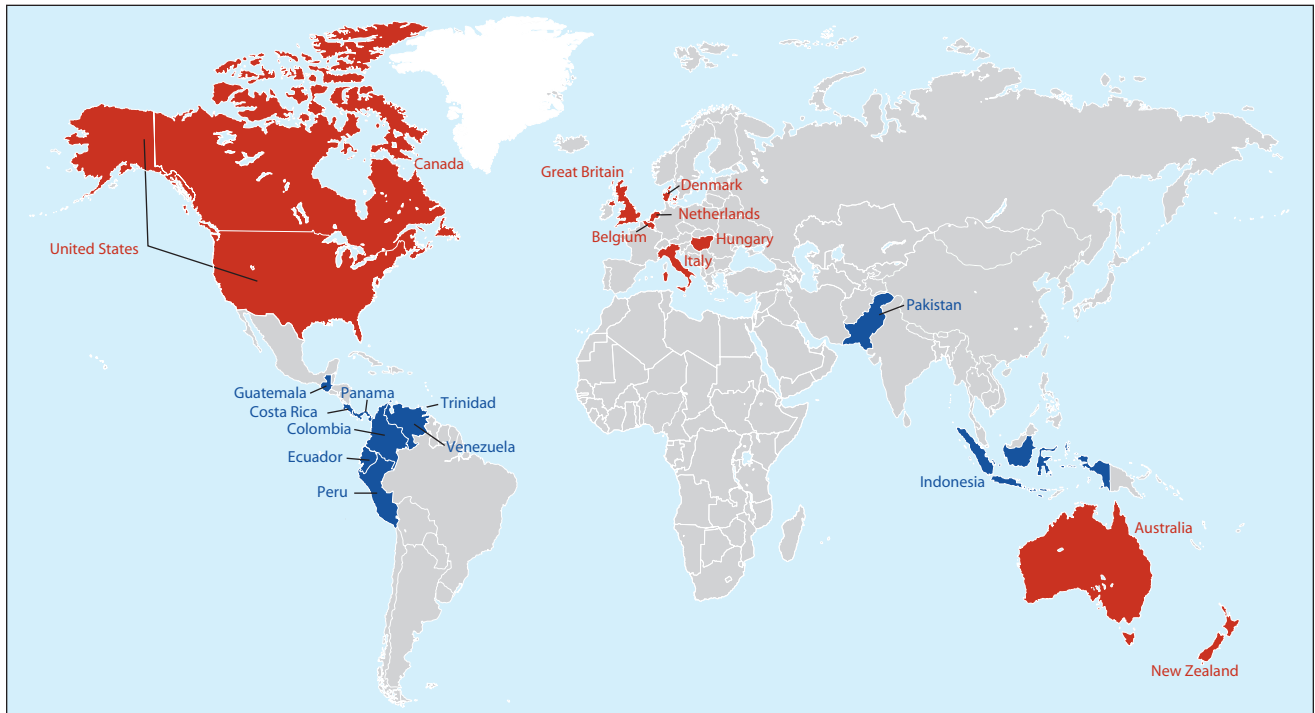 Canada
Great Britain
Denmark
Netherlands
Belgium
Hungary
United States
Italy
Pakistan
Guatemala
Panama
Trinidad
Costa Rica
Colombia
Venezuela
Ecuador
Indonesia
Peru
Australia
New Zealand